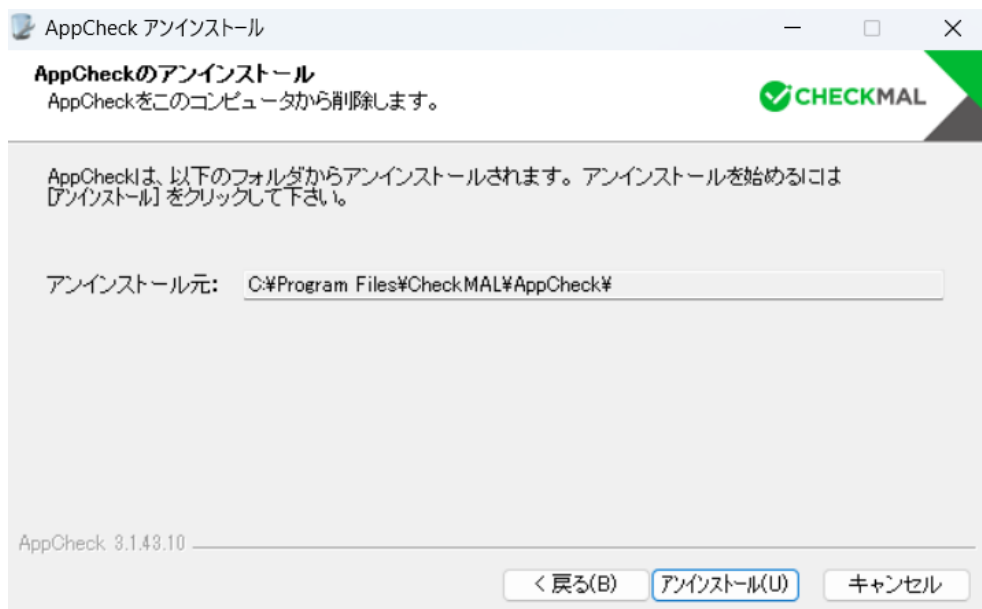 AppCheck アンインストール
AppCheckのアンインストール
AppCheckをこのコンピュータから削除します。
CHECKMAL
AppCheckは、以下のフォルダからアンインストールされます。アンインストールを始めるには
[アンインストール] をクリックして下さい。
アンインストール元: C:¥Program Files¥CheckMAL¥AppCheck¥
AppCheck 3.1.43.10
< 戻る(B) アンインストール(U) キャンセル